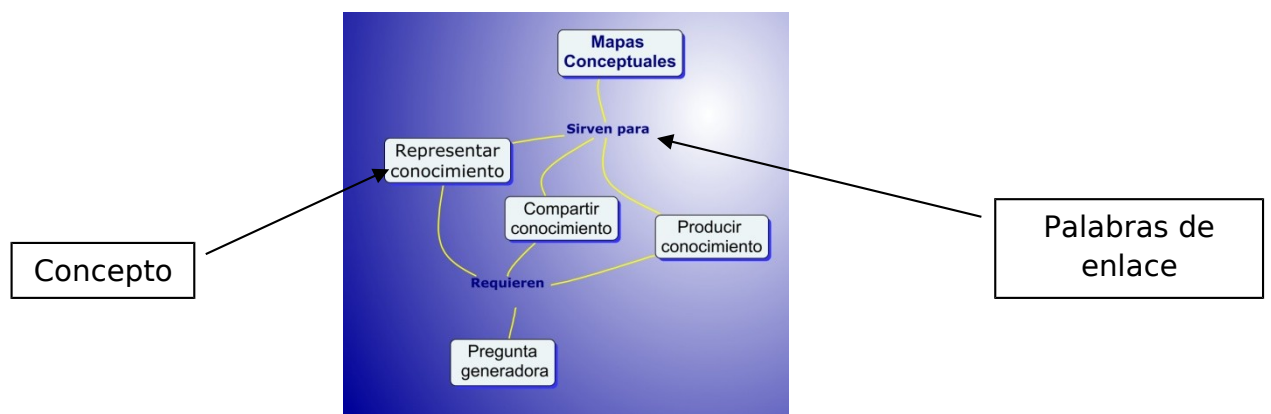 Mapas
Conceptuales
Sirven para
Representar
conocimiento
Compartir
conocimiento
Producir
conocimiento
Requieren
Pregunta
generadora
Concepto
Palabras de
enlace